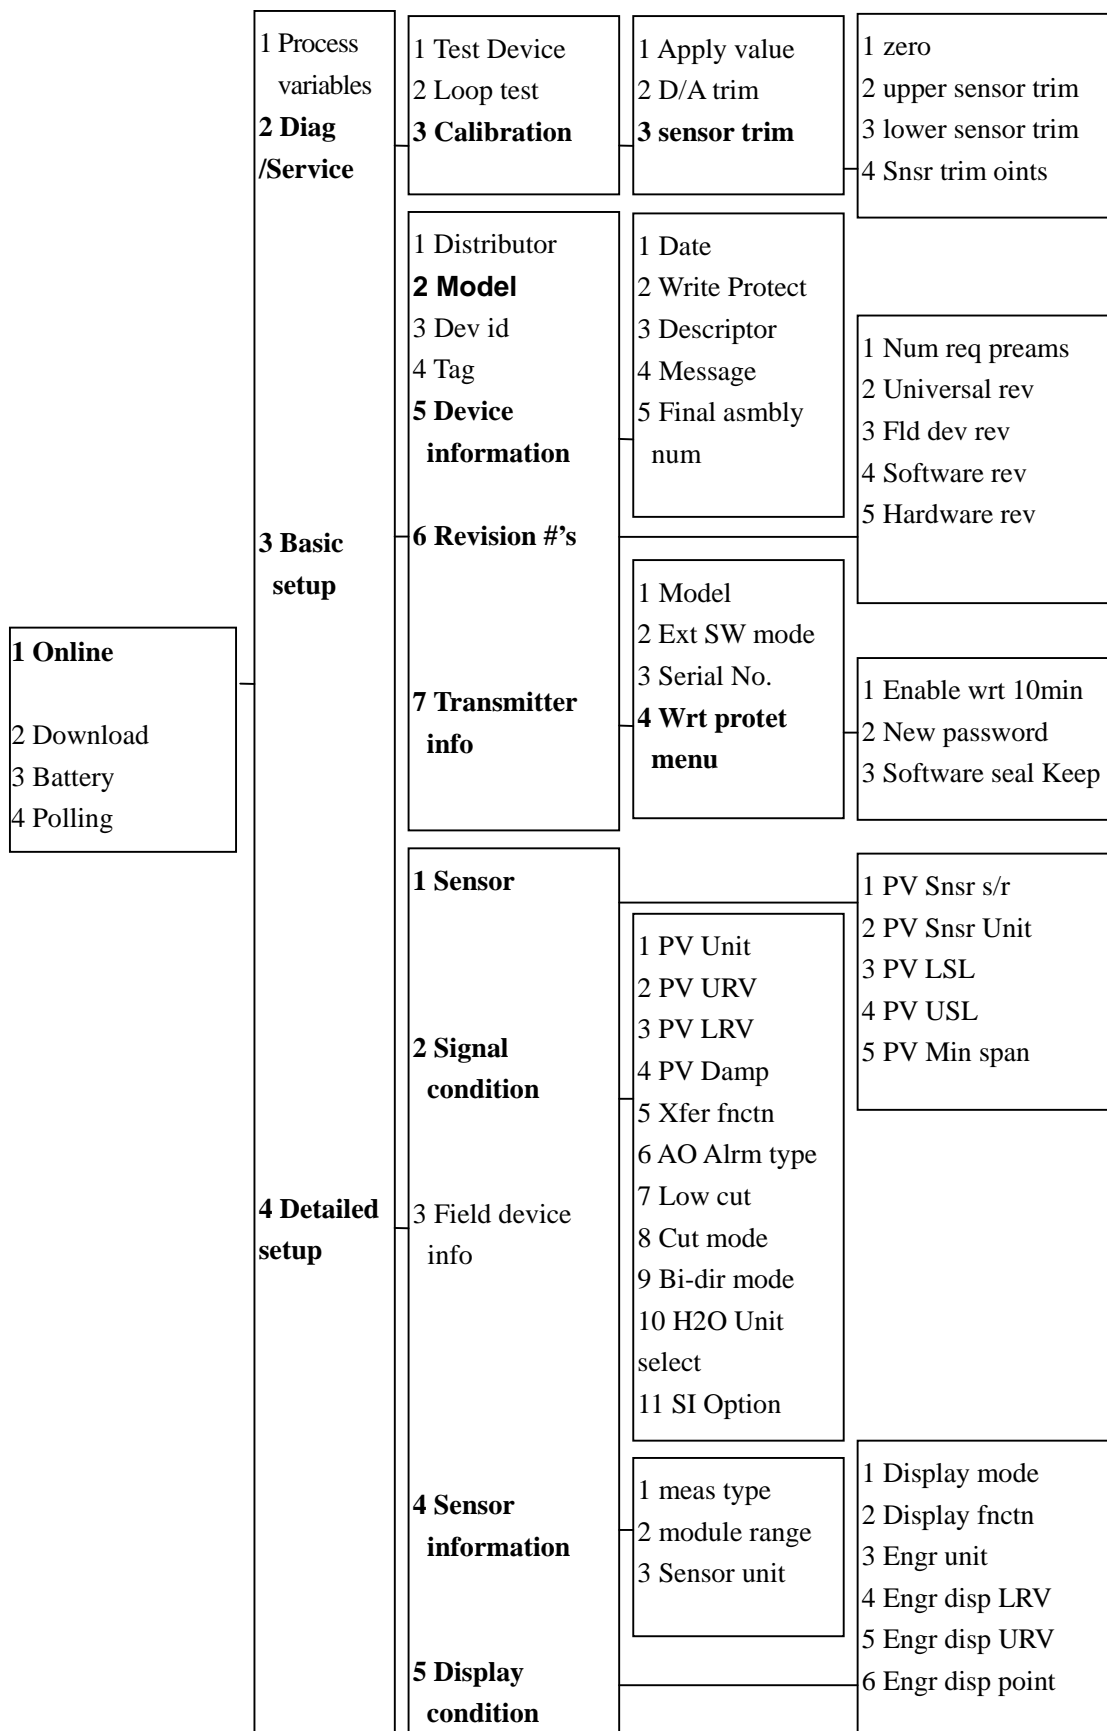 1 Online
2 Download
3 Battery
4 Polling
1 Process
variables
2 Diag
/Service
3 Basic
setup
4 Detailed
setup
1 Test Device
2 Loop test
3 Calibration
1 Apply value
2 D/A trim
3 sensor trim
1 zero
2 upper sensor trim
3 lower sensor trim
4 Snsr trim oints
1 Distributor
2 Model
3 Dev id
4 Tag
5 Device
information
6 Revision #’s
7 Transmitter
info
1 Date
2 Write Protect
3 Descriptor
4 Message
5 Final asmbly
num
1 Num req preams
2 Universal rev
3 Fld dev rev
4 Software rev
5 Hardware rev
1 Model
2 Ext SW mode
3 Serial No.
4 Wrt protet
menu
1 Enable wrt 10min
2 New password
3 Software seal Keep
1 Sensor
2 Signal
condition
3 Field device
info
4 Sensor
information
5 Display
condition
1 PV Snsr s/r
2 PV Snsr Unit
3 PV LSL
4 PV USL
5 PV Min span
1 PV Unit
2 PV URV
3 PV LRV
4 PV Damp
5 Xfer fnctn
6 AO Alrm type
7 Low cut
8 Cut mode
9 Bi-dir mode
10 H2O Unit
select
11 SI Option
1 meas type
2 module range
3 Sensor unit
1 Display mode
2 Display fnctn
3 Engr unit
4 Engr disp LRV
5 Engr disp URV
6 Engr disp point